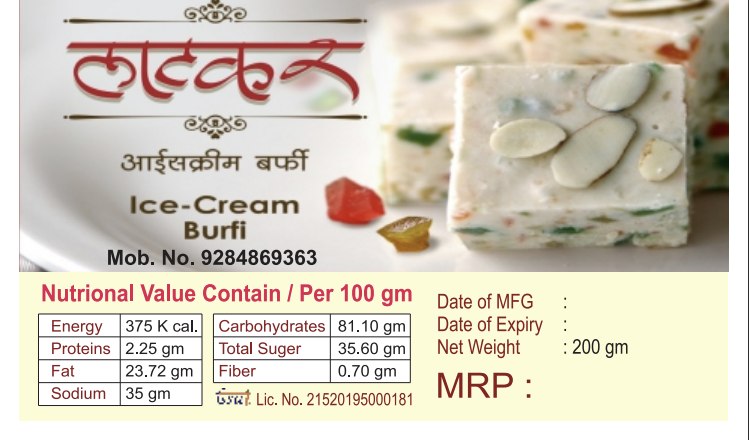 लाटकर
आईसक्रीम बर्फी
Ice-Cream
Burfi
Mob. No. 9284869363
Nutrional Value Contain / Per 100 gm
Energy 375 K cal.
Proteins 2.25 gm
Fat 23.72 gm
Sodium 35 gm
Carbohydrates 81.10 gm
Total Suger 35.60 gm
Fiber 0.70 gm
fssai Lic. No. 21520195000181
Date of MFG :
Date of Expiry :
Net Weight : 200 gm
MRP :